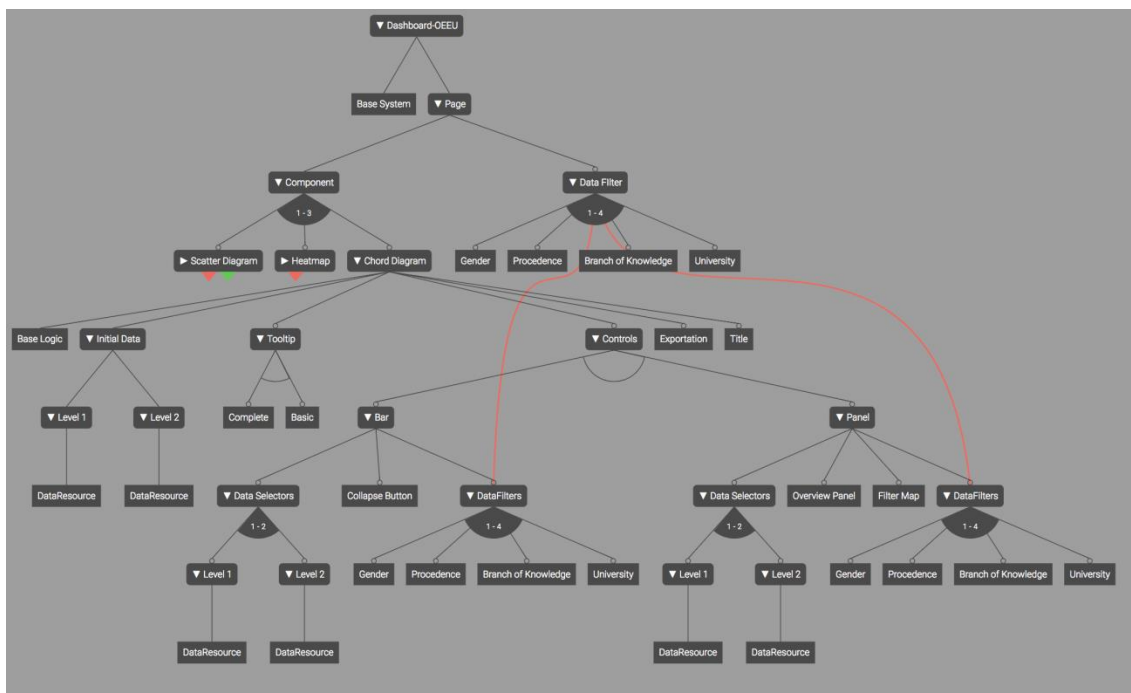 ▼ Dashboard-OEEU
Base System
▼ Page
▼ Component
▼ Data FIlter
1 - 3
1 - 4
► Scatter Diagram
► Heatmap
▼ Chord Diagram
Gender
Procedence
Branch of Knowledge
University
Base Logic
▼ Initial Data
▼ Tooltip
▼ Controls
Exportation
Title
▼ Level 1
▼ Level 2
Complete
Basic
▼ Bar
▼ Panel
DataResource
DataResource
▼ Data Selectors
Collapse Button
▼ DataFilters
▼ Data Selectors
Overview Panel
Filter Map
▼ DataFilters
1 - 2
1 - 4
1 - 2
1 - 4
▼ Level 1
▼ Level 2
Gender
Procedence
Branch of Knowledge
University
▼ Level 1
▼ Level 2
Gender
Procedence
Branch of Knowledge
University
DataResource
DataResource
DataResource
DataResource